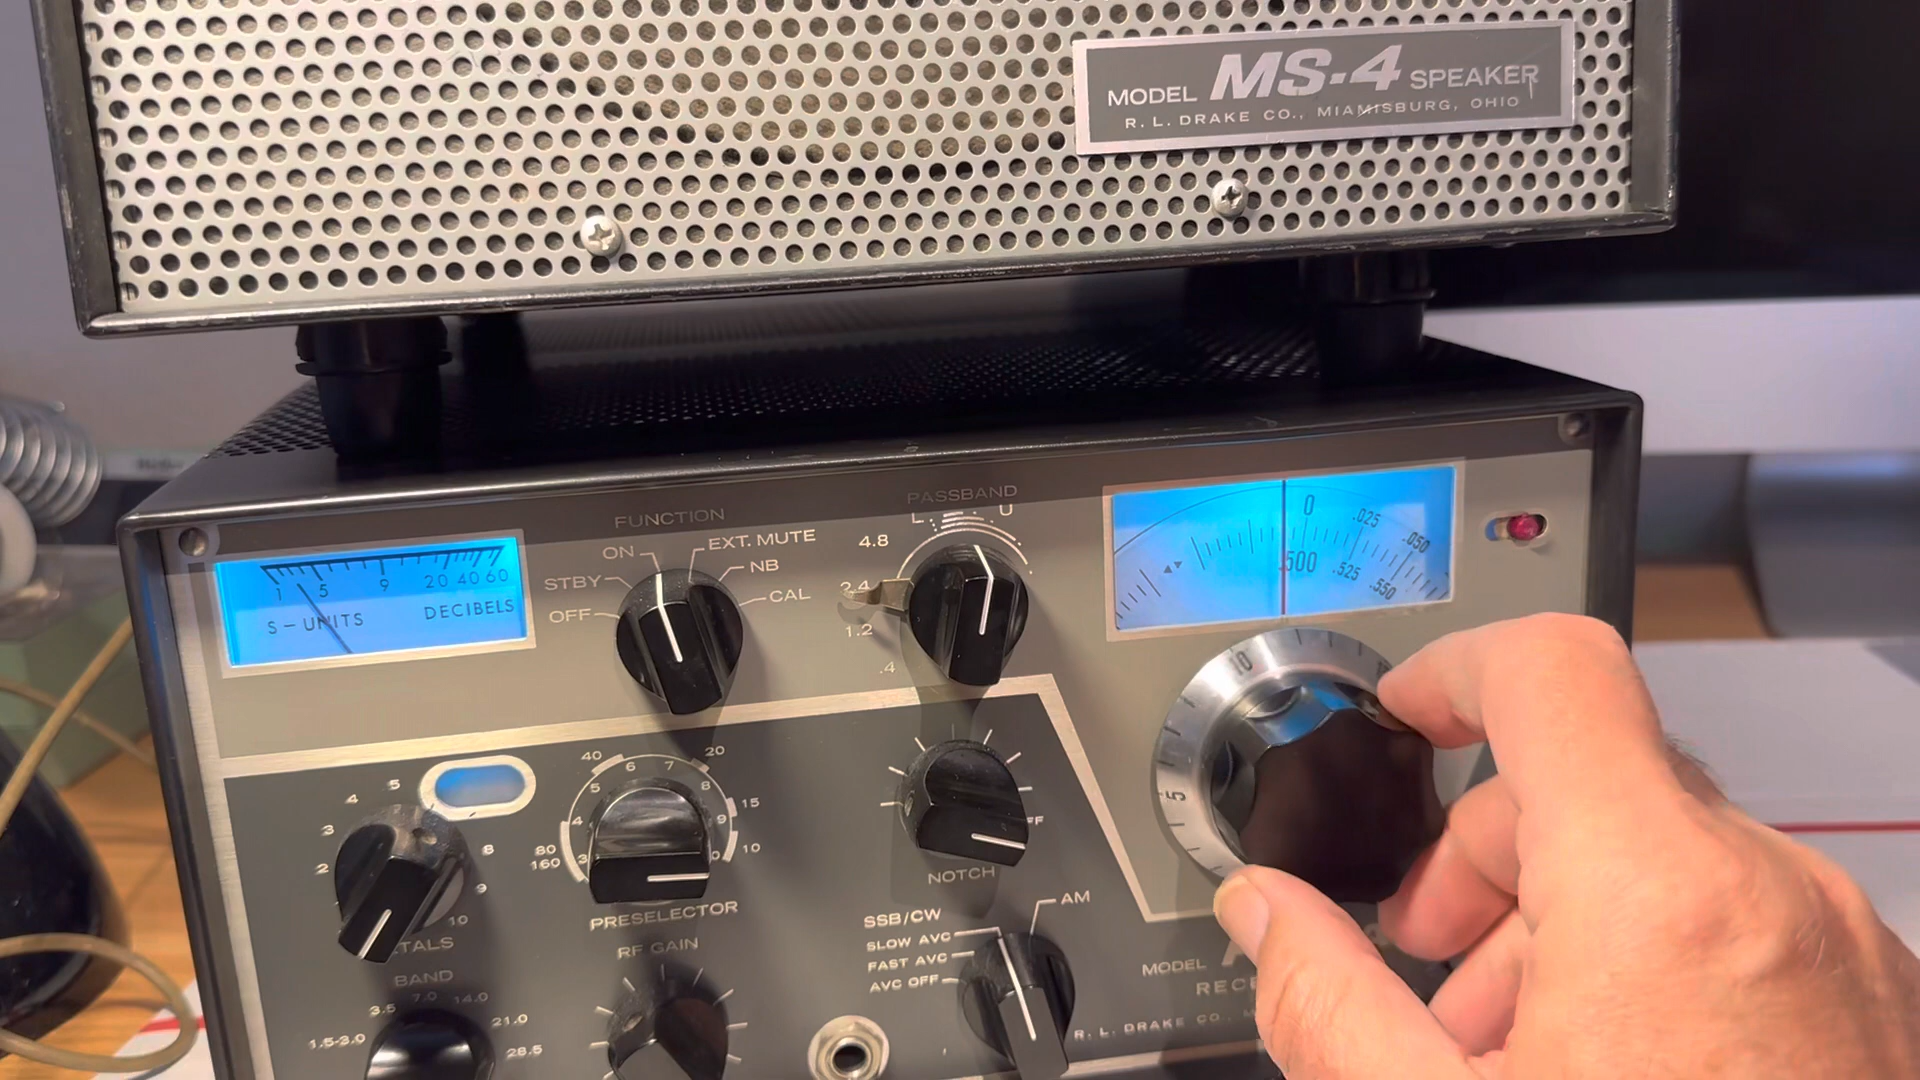 MODEL MS-4 SPEAKER
R. L. DRAKE CO., MIAMISBURG, OHIO
FUNCTION
ON
EXT. MUTE
STBY
NB
OFF
CAL
PASSBAND
L U
4.8
2.4
1.2
.4
1 5 9 20 40 60
S-UNITS DECIBELS
0 .025 .050
.500 .525 .550
10 15
5
.5
4
3
2
8
9
10
BAND
3.5 7.0 14.0
1.5-3.0 21.0
28.5
40 20
6 7
5 8
4 15
9
80
160 3 10
PRESELECTOR
RF GAIN
NOTCH
SSB/CW
SLOW AVC
FAST AVC
AVC OFF
AM
MODEL
R. L. DRAKE CO.,